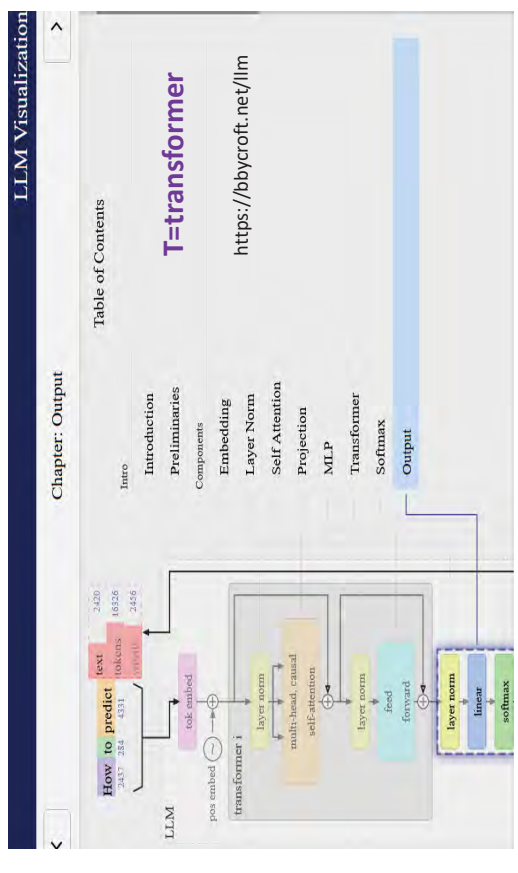 LLM Visualization
Chapter: Output
Table of Contents
Intro
Introduction
Preliminaries
Components
Embedding
Layer Norm
Self Attention
Projection
MLP
Transformer
Softmax
Output
T=transformer
https://bbycroft.net/llm
How to predict
2437 284 4331
text 2420
tokens 16326
2456
LLM
tok embed
pos embed
transformer i
layer norm
multi-head, causal
self-attention
layer norm
feed
forward
layer norm
linear
softmax